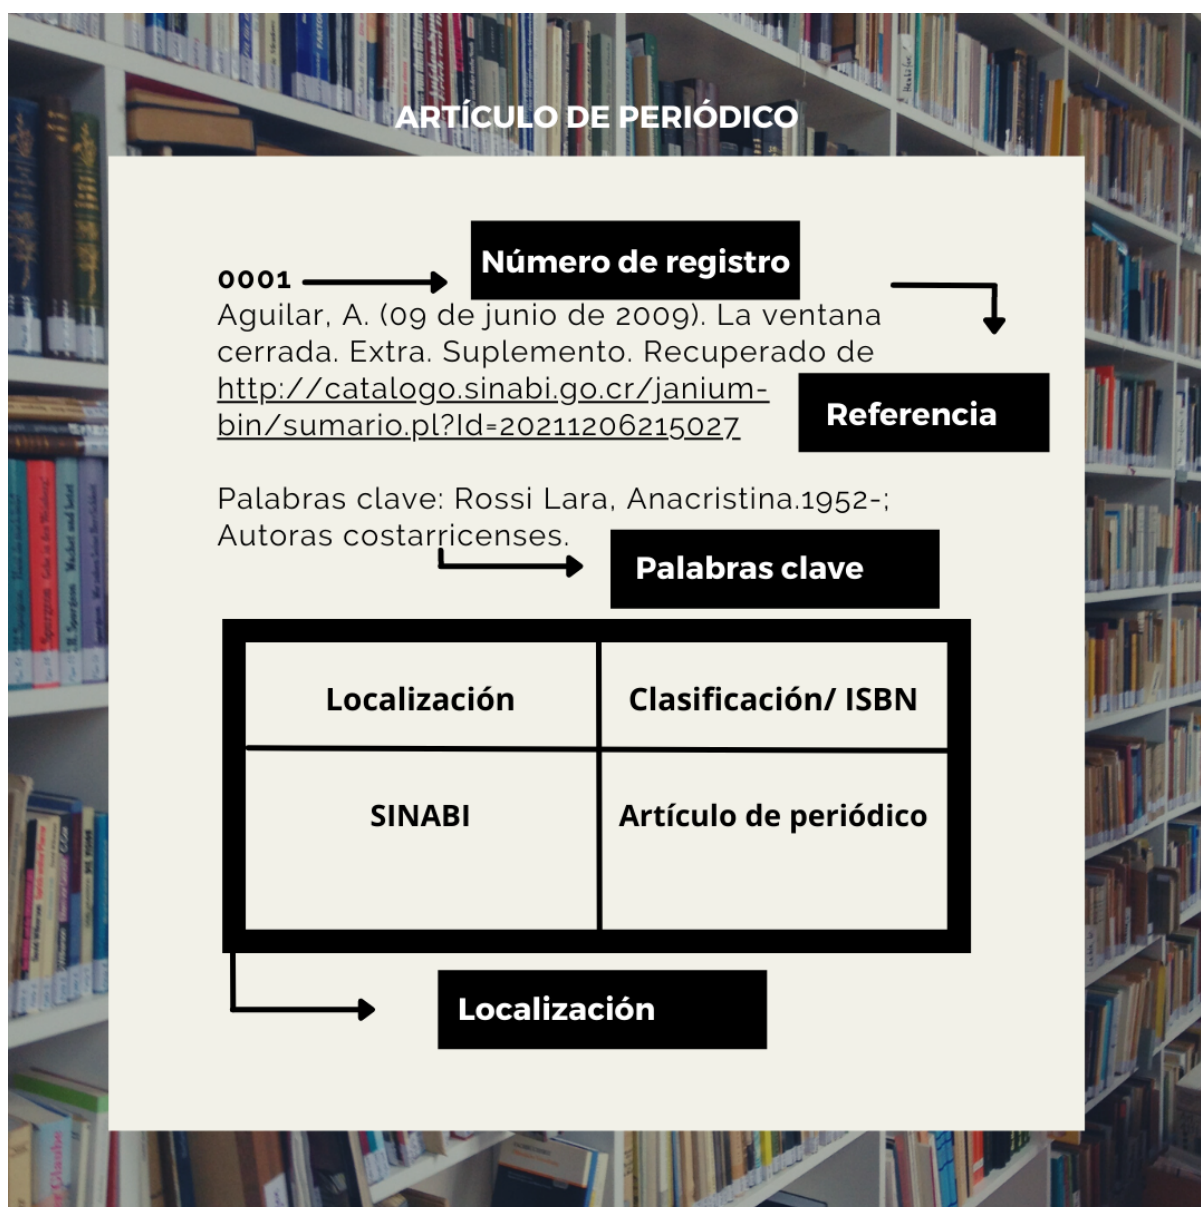 ARTÍCULO DE PERIÓDICO
0001
Número de registro
Aguilar, A. (09 de junio de 2009). La ventana
cerrada. Extra. Suplemento. Recuperado de
http://catalogo.sinabi.go.cr/janium-
bin/sumario.pl?Id=20211206215027
Referencia
Palabras clave: Rossi Lara, Anacristina.1952-;
Autoras costarricenses.
Palabras clave
Localización
Clasificación/ ISBN
SINABI
Artículo de periódico
Localización